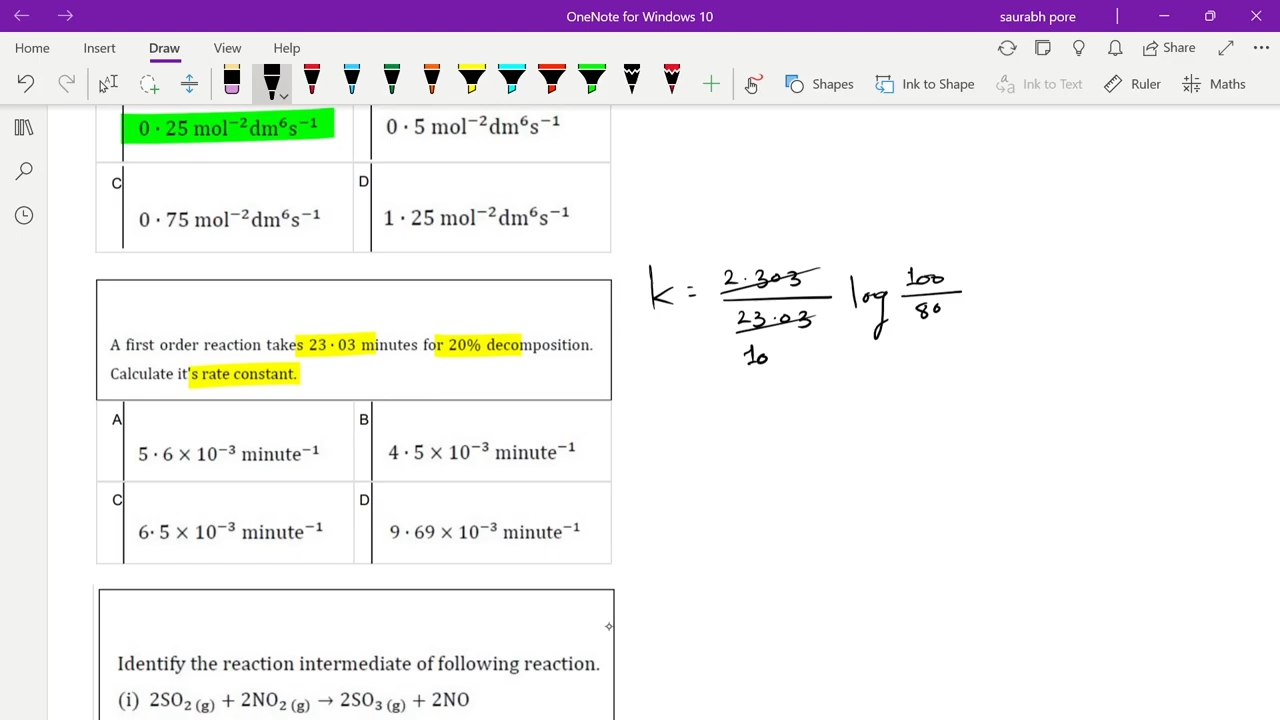 OneNote for Windows 10
saurabh pore
Home Insert Draw View Help
Share
Shapes Ink to Shape Ink to Text Ruler Maths
0·25 mol⁻²dm⁶s⁻¹ 0·5 mol⁻²dm⁶s⁻¹
C 0·75 mol⁻²dm⁶s⁻¹ D 1·25 mol⁻²dm⁶s⁻¹
A first order reaction takes 23·03 minutes for 20% decomposition.
Calculate it's rate constant.
A 5·6 × 10⁻³ minute⁻¹ B 4·5 × 10⁻³ minute⁻¹
C 6·5 × 10⁻³ minute⁻¹ D 9·69 × 10⁻³ minute⁻¹
Identify the reaction intermediate of following reaction.
(i) 2SO₂ (g) + 2NO₂ (g) → 2SO₃ (g) + 2NO
k = 2.303 / 23.03 log 100 / 80
10